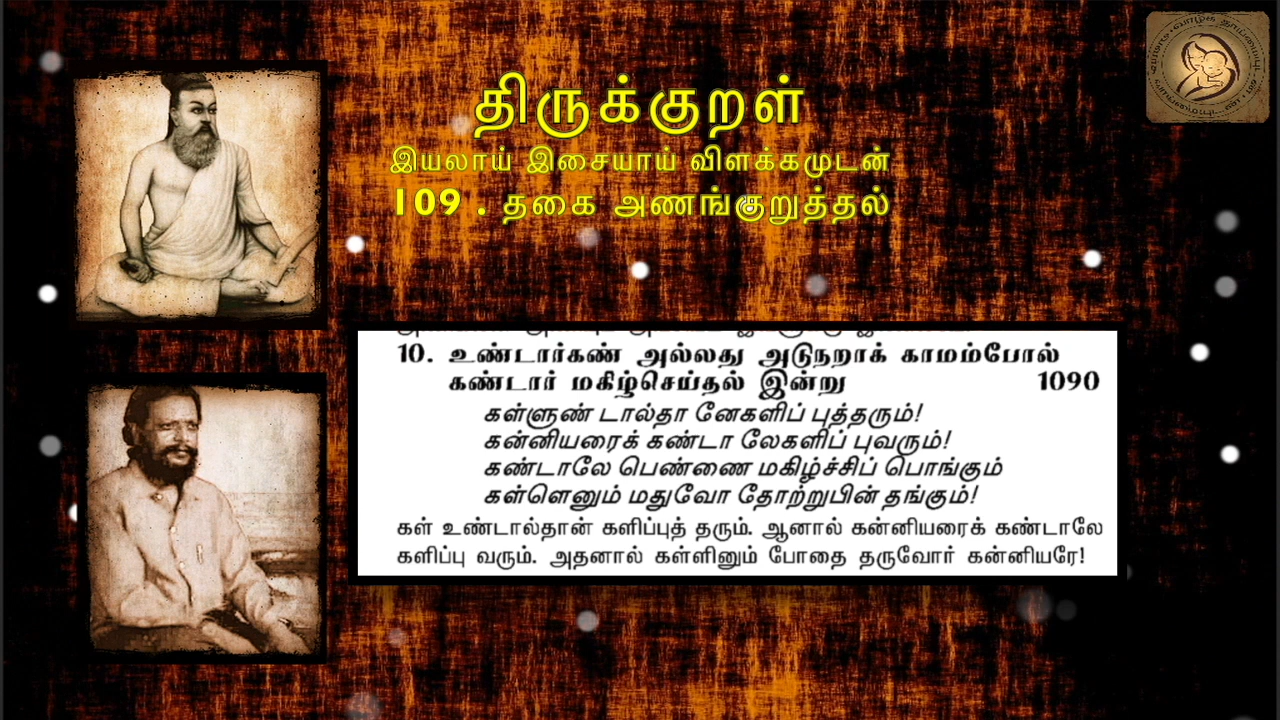 திருக்குறள்
இயலாய் இசையாய் விளக்கமுடன்
109 . தகை அணங்குறுத்தல்
10. உண்டார்கண் அல்லது அடுநறாக் காமம்போல்
கண்டார் மகிழ்செய்தல் இன்று 1090
கள்ளுண் டால்தா னேகளிப் புத்தரும்!
கன்னியரைக் கண்டா லேகளிப் புவரும்!
கண்டாலே பெண்ணை மகிழ்ச்சிப் பொங்கும்
கள்ளெனும் மதுவோ தோற்றுபின் தங்கும்!
கள் உண்டால்தான் களிப்புத் தரும். ஆனால் கன்னியரைக் கண்டாலே
களிப்பு வரும். அதனால் கள்ளினும் போதை தருவோர் கன்னியரே!